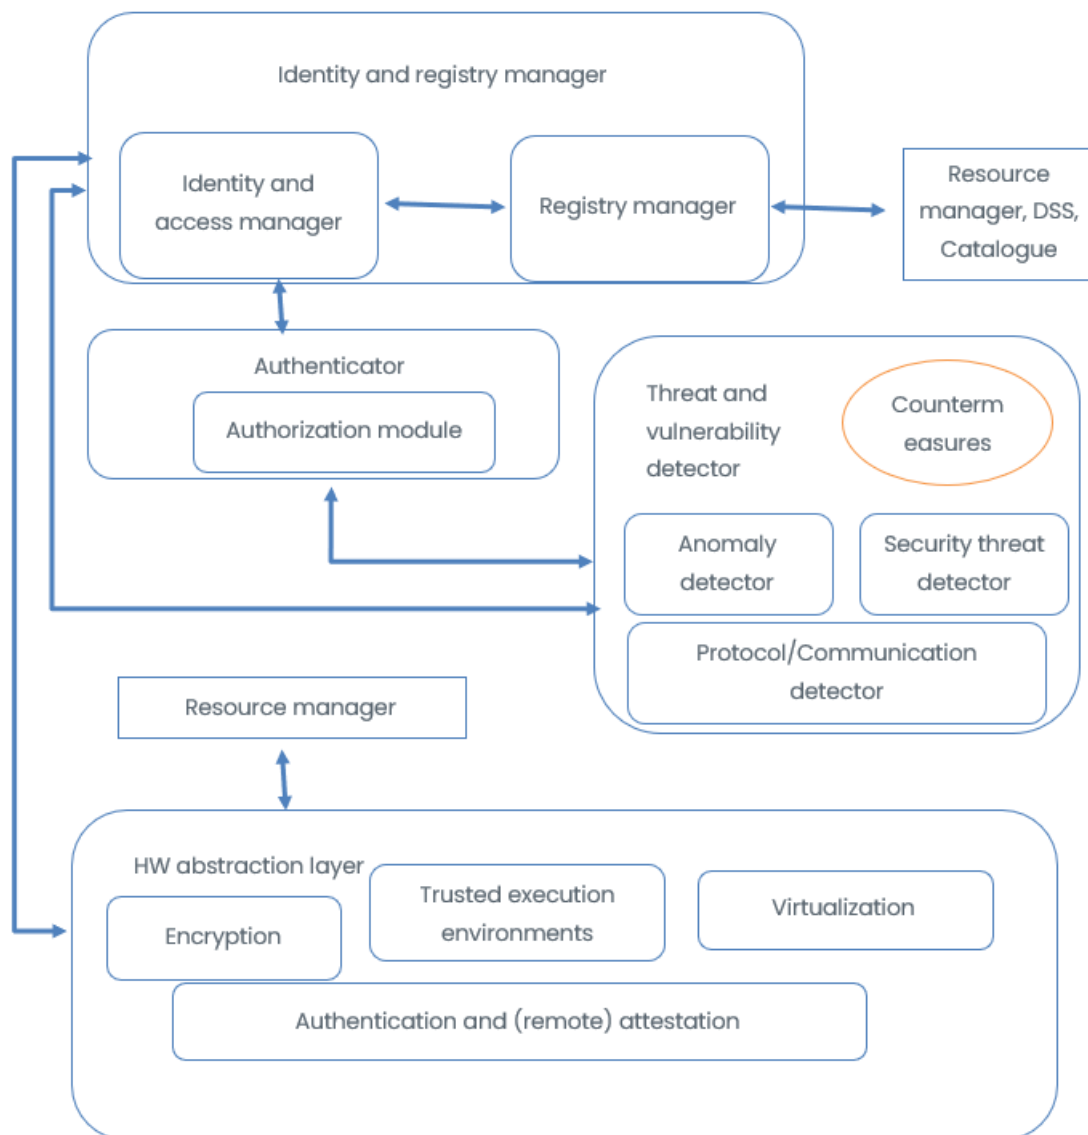 Identity and registry manager
Identity and
access manager
Registry manager
Resource
manager, DSS,
Catalogue
Authenticator
Authorization module
Threat and
vulnerability
detector
Counterm
easures
Anomaly
detector
Security threat
detector
Protocol/Communication
detector
Resource manager
HW abstraction layer
Encryption
Trusted execution
environments
Virtualization
Authentication and (remote) attestation